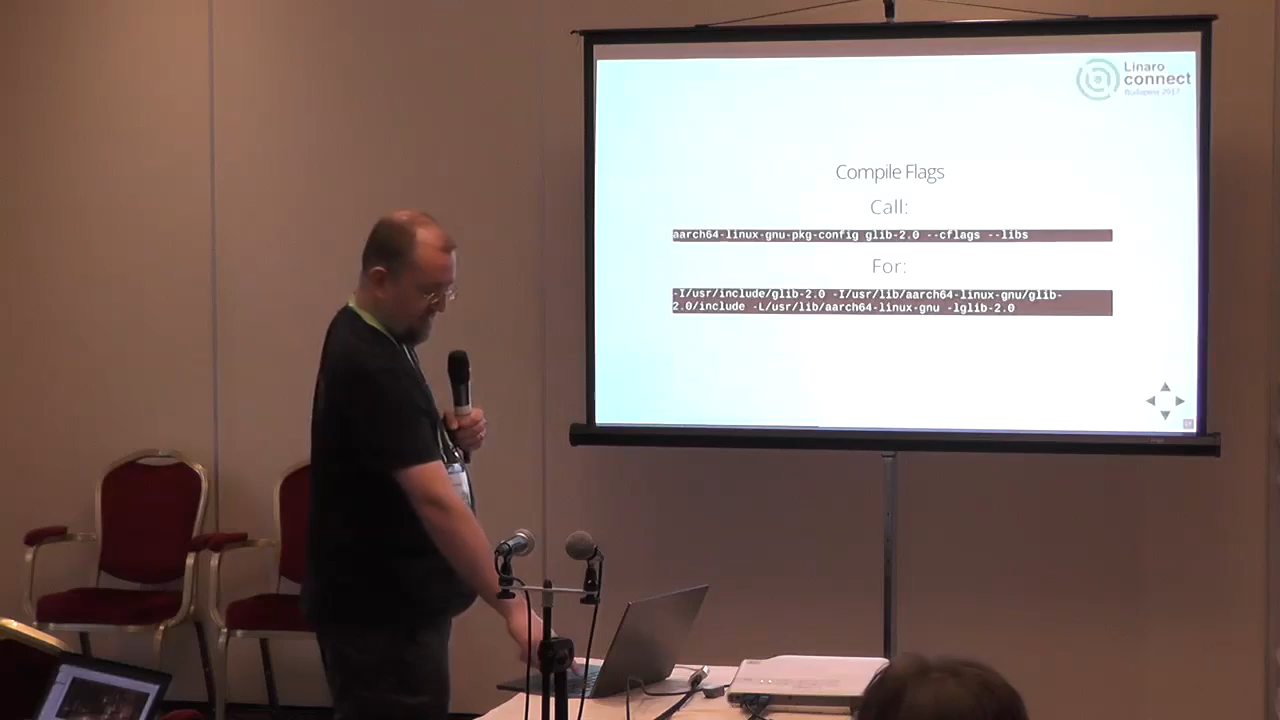 Linaro
connect
Budapest 2017
Compile Flags
Call:
aarch64-linux-gnu-pkg-config glib-2.0 --cflags --libs
For:
-I/usr/include/glib-2.0 -I/usr/lib/aarch64-linux-gnu/glib-
2.0/include -L/usr/lib/aarch64-linux-gnu -lglib-2.0